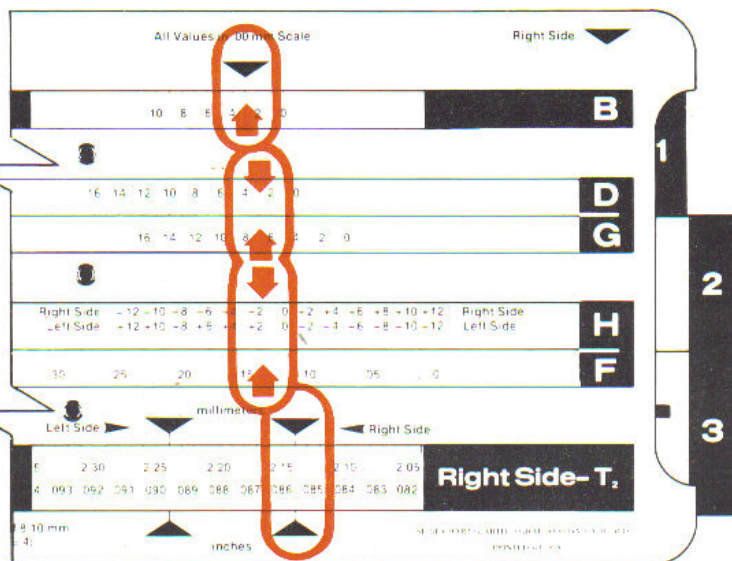 All Values in .00 mm Scale
Right Side
10 8 6 4 2 0
B
1
16 14 12 10 8 6 4 2 0
D
16 14 12 10 8 6 4 2 0
G
2
Right Side -12 -10 -8 -6 -4 -2 0 +2 +4 +6 +8 +10 +12 Right Side
Left Side +12 +10 +8 +6 +4 +2 0 -2 -4 -6 -8 -10 -12 Left Side
H
30 25 20 15 10 05 0
F
millimeters
Left Side
Right Side
3
2.30 2.25 2.20 2.15 2.10 2.05
4 093 092 091 090 089 088 087 086 085 084 083 082
Right Side-T2
8.10 mm
inches